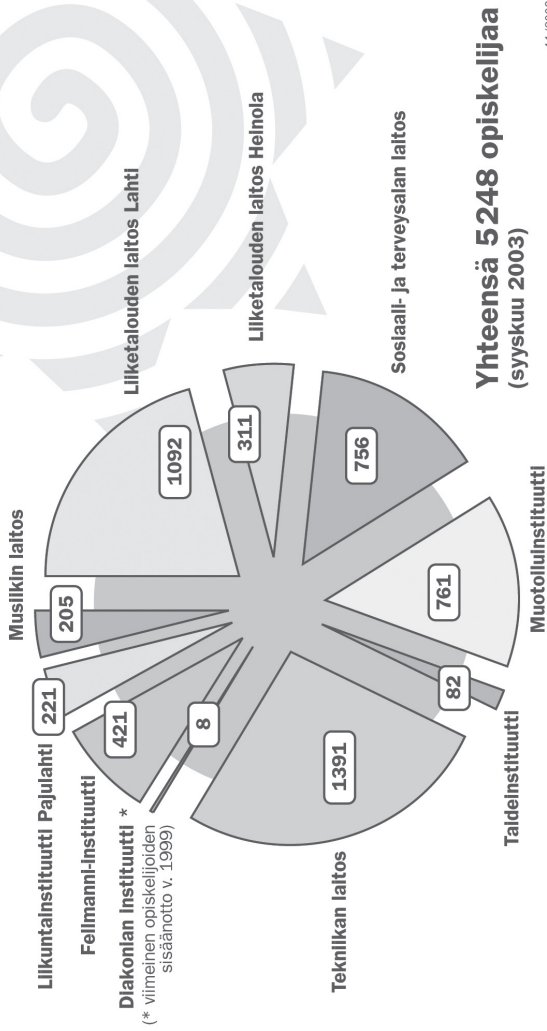 Musiikin laitos
205
Liikuntainstituutti Pajulahti
221
Fellmanni-instituutti
421
Diakonian instituutti *
(* viimeinen opiskelijoiden
sisäänotto v. 1999)
8
Liiketalouden laitos Lahti
1092
Liiketalouden laitos Heinola
311
Tekniikan laitos
1391
Sosiaali- ja terveysalan laitos
756
Taideinstituutti
82
Muotoiluinstituutti
761
Yhteensä 5248 opiskelijaa
(syyskuu 2003)